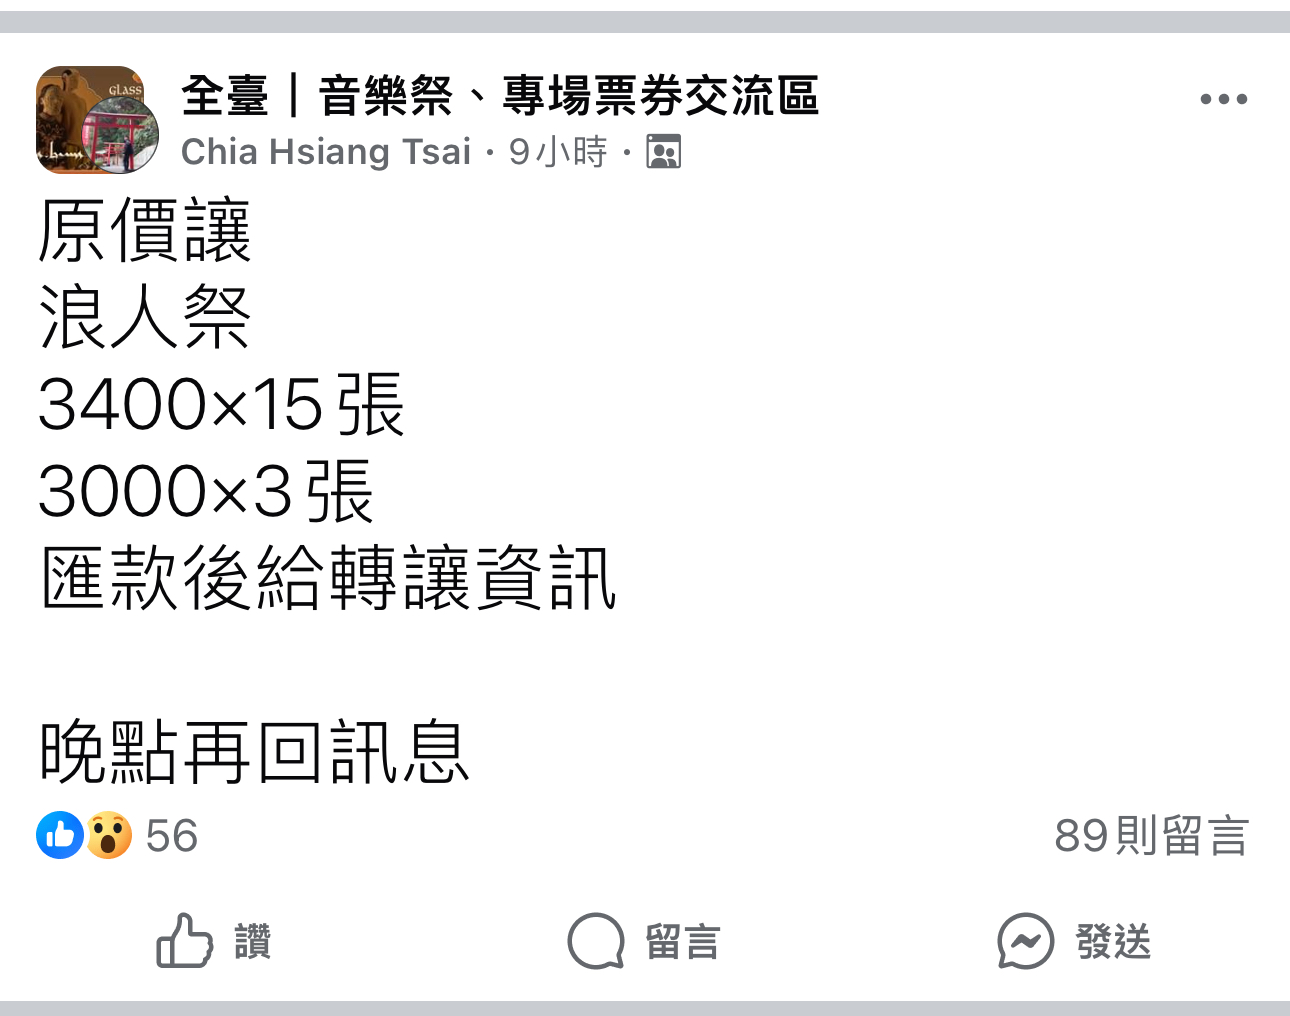 GLASS
全臺｜音樂祭、專場票券交流區
Chia Hsiang Tsai · 9小時 ·
原價讓
浪人祭
3400×15張
3000×3張
匯款後給轉讓資訊
晚點再回訊息
56
89則留言
讚
留言
發送